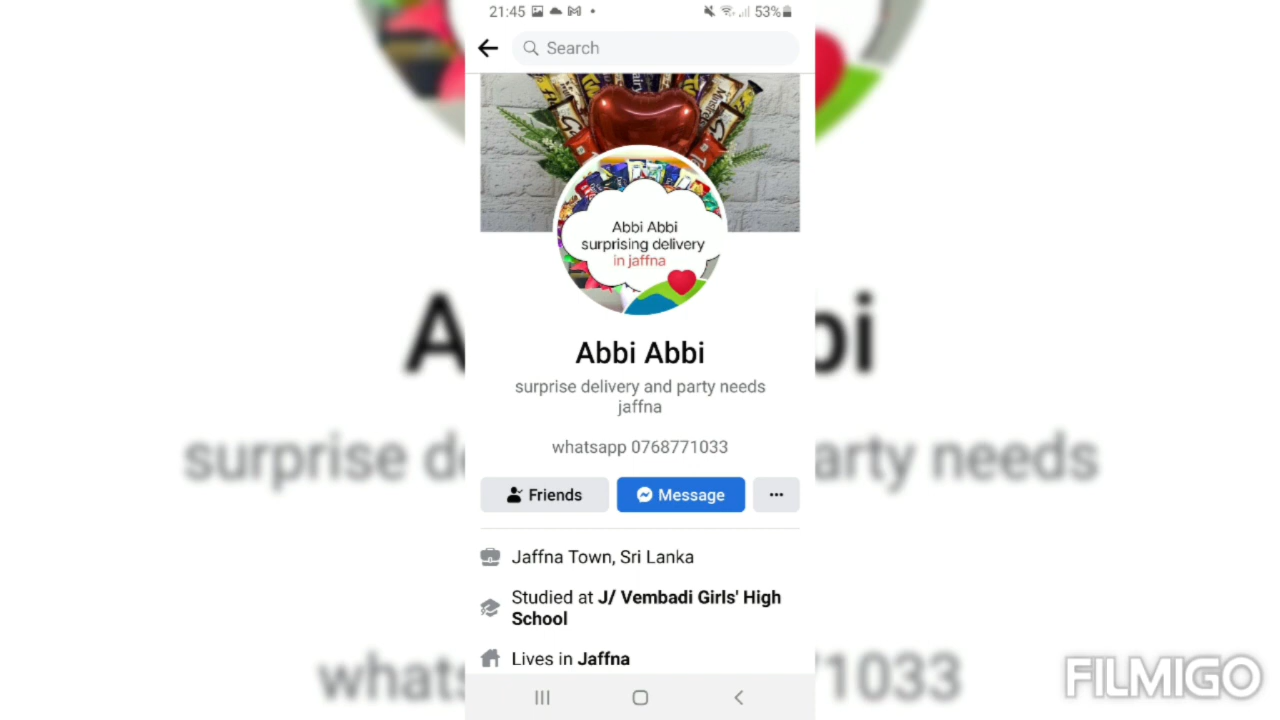 21:45
53%
Search
Abbi Abbi
surprising delivery
in jaffna
Abbi Abbi
surprise delivery and party needs
jaffna
whatsapp 0768771033
Friends
Message
Jaffna Town, Sri Lanka
Studied at J/ Vembadi Girls' High
School
Lives in Jaffna
FILMIGO